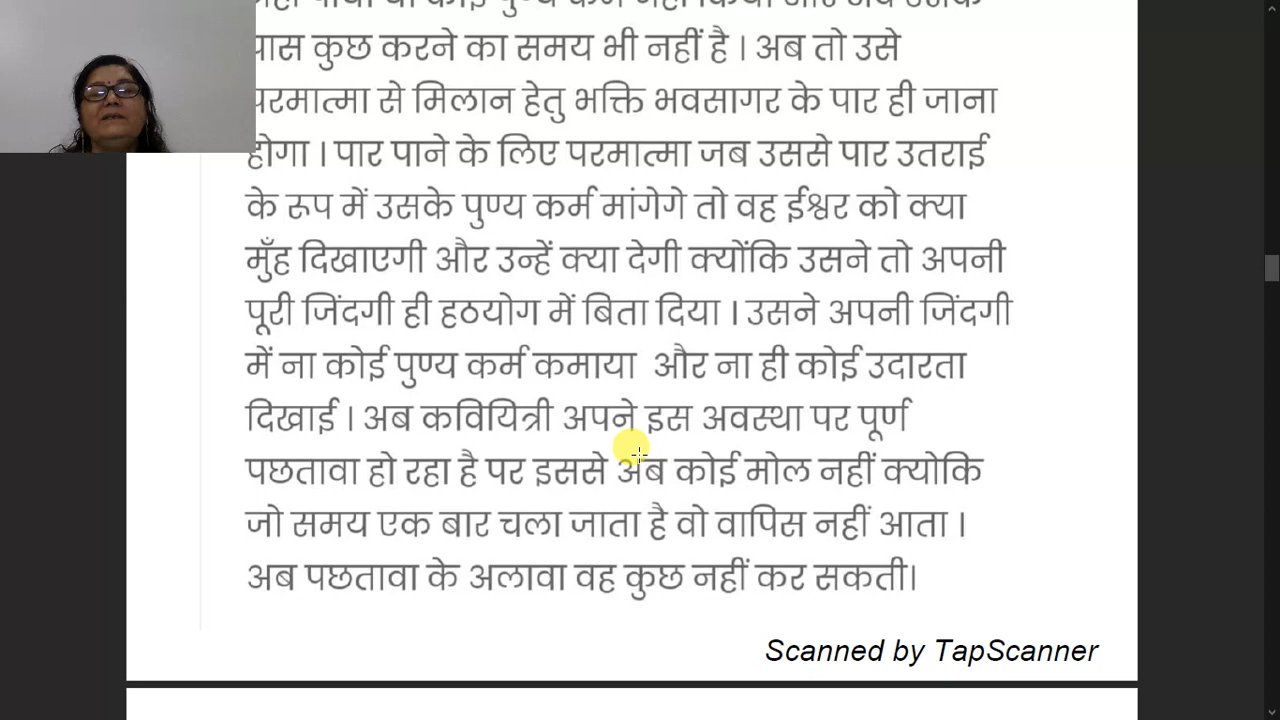 पास कुछ करने का समय भी नहीं है । अब तो उसे
परमात्मा से मिलान हेतु भक्ति भवसागर के पार ही जाना
होगा । पार पाने के लिए परमात्मा जब उससे पार उतराई
के रूप में उसके पुण्य कर्म मांगेगे तो वह ईश्वर को क्या
मुँह दिखाएगी और उन्हें क्या देगी क्योंकि उसने तो अपनी
पूरी जिंदगी ही हठयोग में बिता दिया । उसने अपनी जिंदगी
में ना कोई पुण्य कर्म कमाया और ना ही कोई उदारता
दिखाई । अब कवियित्री अपने इस अवस्था पर पूर्ण
पछतावा हो रहा है पर इससे अब कोई मोल नहीं क्योकि
जो समय एक बार चला जाता है वो वापिस नहीं आता ।
अब पछतावा के अलावा वह कुछ नहीं कर सकती।
Scanned by TapScanner